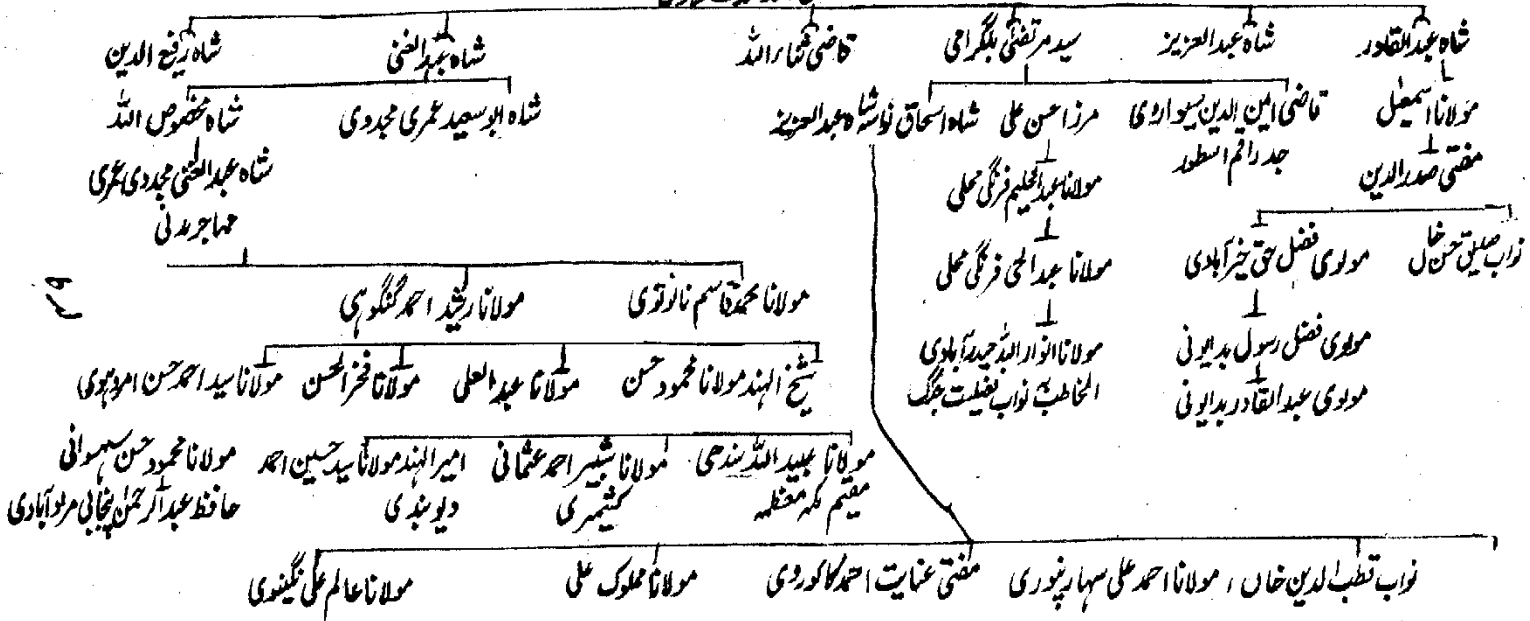 شاہ عبدالقادر شاہ عبدالعزیز سید مرتضیٰ بلگرامی قاضی ثناء اللہ شاہ عبدالغنی شاہ رفیع الدین
مولانا اسمٰعیل قاضی امین الدین سیواروی مرزا حسن علی شاہ اسحاق نواسہ شاہ عبدالعزیز شاہ ابوسعید عمری مجددی شاہ مخصوص اللہ
مفتی صدرالدین جد راقم السطور مولانا عبدالحلیم فرنگی محلی شاہ عبدالغنی مجددی عمری
مہاجر مدنی
نواب صدیق حسن خاں مولوی فضل حق خیرآبادی مولانا عبدالحی فرنگی محلی
مولانا محمد قاسم نانوتوی مولانا رشید احمد گنگوہی
مولوی فضل رسول بدایونی مولانا انوار اللہ حیدرآبادی
مولوی عبدالقادر بدایونی المخاطب بہ نواب فضیلت جنگ شیخ الہند مولانا محمود حسن مولانا عبدالعلی مولانا فخرالحسن مولانا سید احمد حسن امروہوی
مولانا عبیداللہ سندھی مولانا شبیر احمد عثمانی امیر الہند مولانا سید حسین احمد مولانا محمود حسن سہسوانی
مقیم مکہ معظمہ کشمیری دیوبندی حافظ عبدالرحمٰن پنجابی مرادآبادی
نواب قطب الدین خاں، مولانا احمد علی سہارنپوری مفتی عنایت احمد کاکوروی مولانا مملوک علی مولانا عالم علی نگینوی